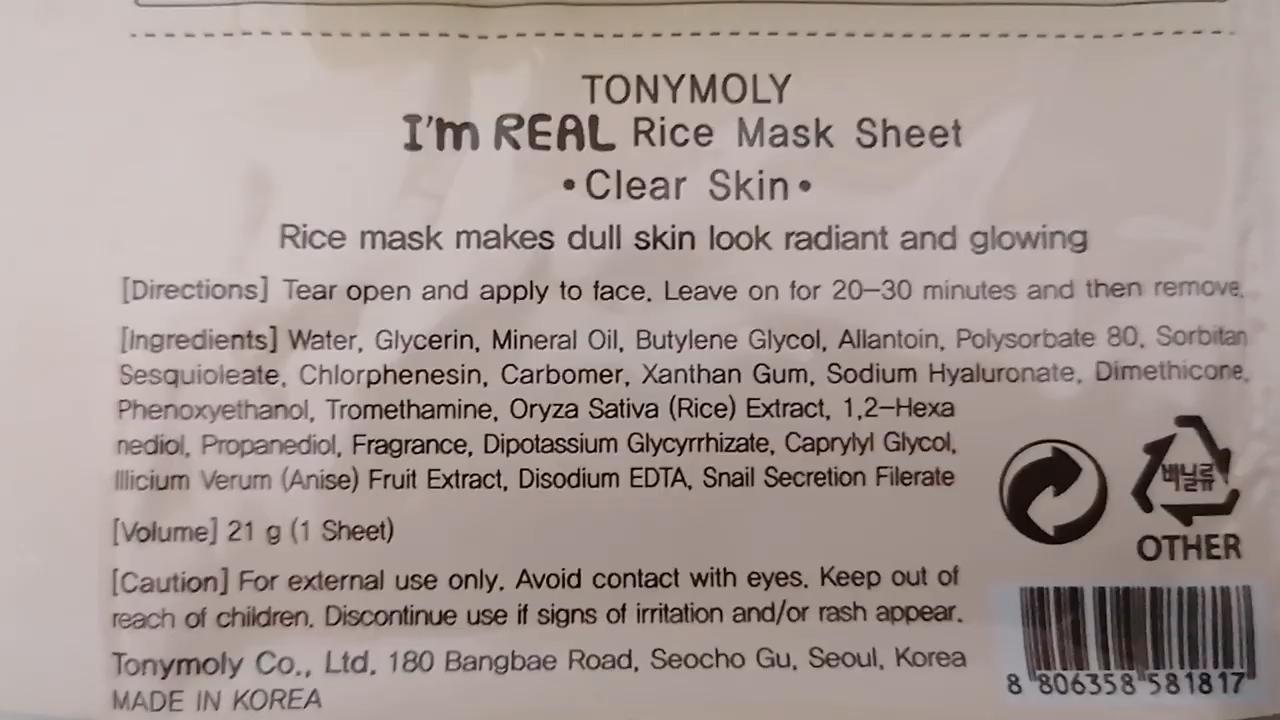 TONYMOLY
I'm REAL Rice Mask Sheet
•Clear Skin•
Rice mask makes dull skin look radiant and glowing
[Directions] Tear open and apply to face. Leave on for 20–30 minutes and then remove.
[Ingredients] Water, Glycerin, Mineral Oil, Butylene Glycol, Allantoin, Polysorbate 80, Sorbitan
Sesquioleate, Chlorphenesin, Carbomer, Xanthan Gum, Sodium Hyaluronate, Dimethicone,
Phenoxyethanol, Tromethamine, Oryza Sativa (Rice) Extract, 1,2–Hexa
nediol, Propanediol, Fragrance, Dipotassium Glycyrrhizate, Caprylyl Glycol,
Illicium Verum (Anise) Fruit Extract, Disodium EDTA, Snail Secretion Filerate
[Volume] 21 g (1 Sheet)
[Caution] For external use only. Avoid contact with eyes. Keep out of
reach of children. Discontinue use if signs of irritation and/or rash appear.
Tonymoly Co., Ltd. 180 Bangbae Road, Seocho Gu, Seoul, Korea
MADE IN KOREA
비닐류
OTHER
8 806358 581817